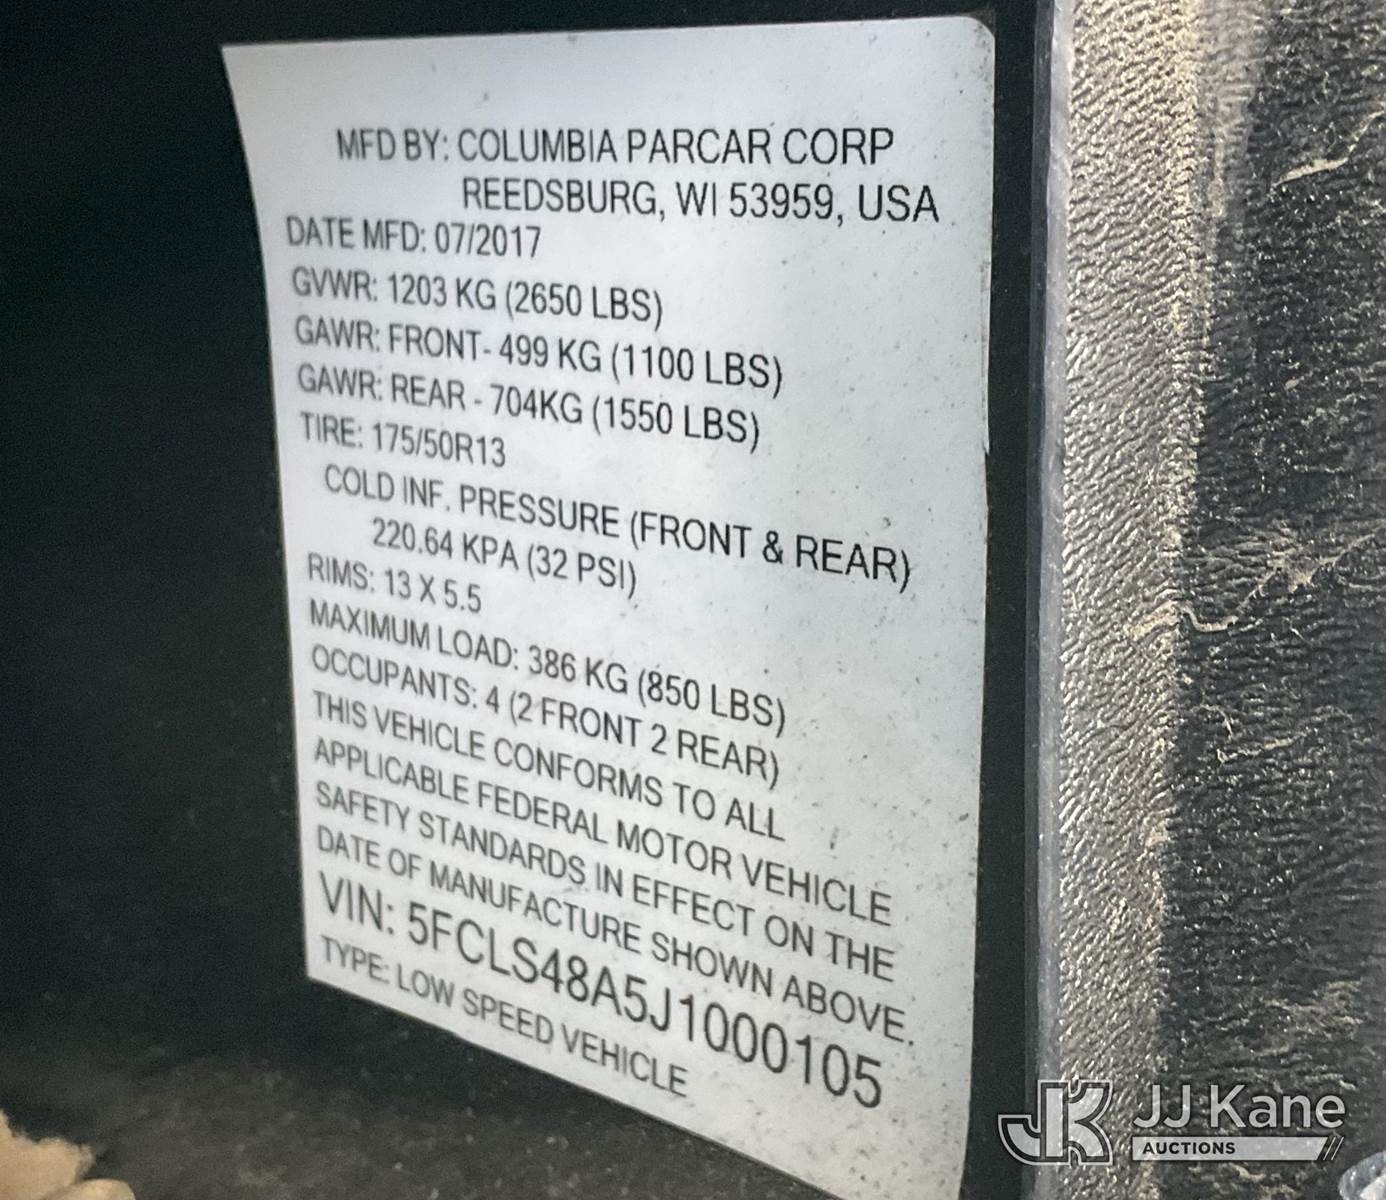 MFD BY: COLUMBIA PARCAR CORP
REEDSBURG, WI 53959, USA
DATE MFD: 07/2017
GVWR: 1203 KG (2650 LBS)
GAWR: FRONT- 499 KG (1100 LBS)
GAWR: REAR - 704KG (1550 LBS)
TIRE: 175/50R13
COLD INF. PRESSURE (FRONT & REAR)
220.64 KPA (32 PSI)
RIMS: 13 X 5.5
MAXIMUM LOAD: 386 KG (850 LBS)
OCCUPANTS: 4 (2 FRONT 2 REAR)
THIS VEHICLE CONFORMS TO ALL
APPLICABLE FEDERAL MOTOR VEHICLE
SAFETY STANDARDS IN EFFECT ON THE
DATE OF MANUFACTURE SHOWN ABOVE.
VIN: 5FCLS48A5J1000105
TYPE: LOW SPEED VEHICLE
JK JJ Kane
AUCTIONS